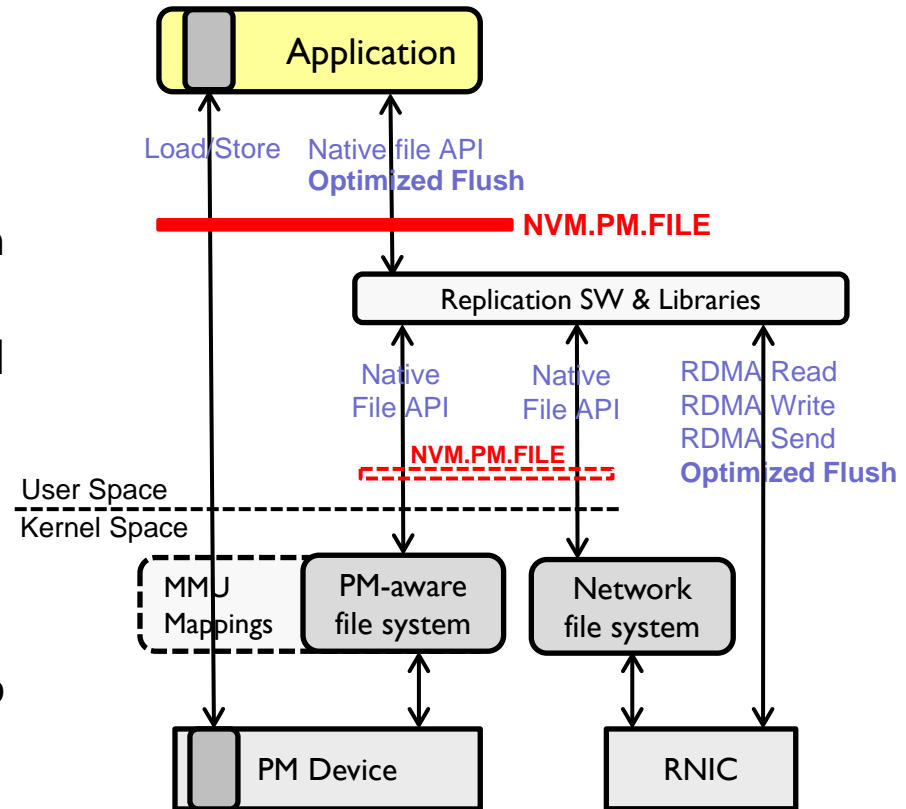 Application
Load/Store
Native file API
Optimized Flush
NVM.PM.FILE
Replication SW & Libraries
Native
File API
Native
File API
RDMA Read
RDMA Write
RDMA Send
Optimized Flush
NVM.PM.FILE
User Space
Kernel Space
MMU
Mappings
PM-aware
file system
Network
file system
PM Device
RNIC